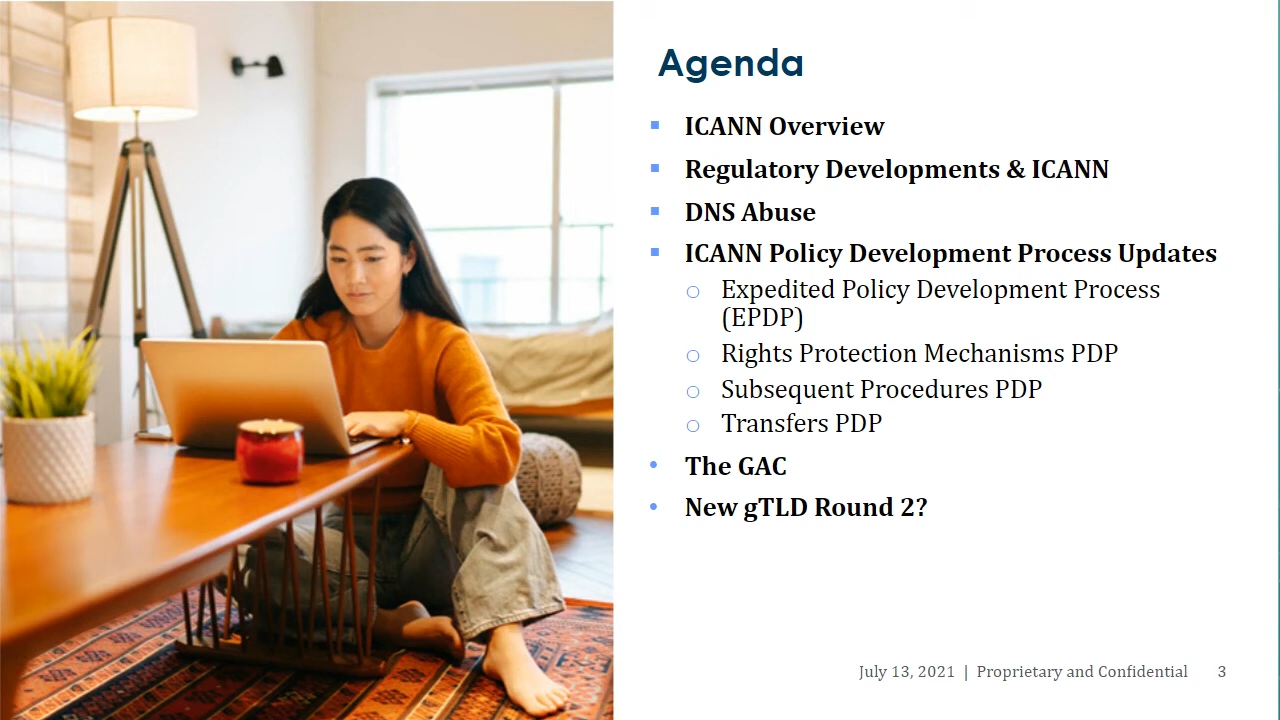 Agenda
ICANN Overview
Regulatory Developments & ICANN
DNS Abuse
ICANN Policy Development Process Updates
Expedited Policy Development Process
(EPDP)
Rights Protection Mechanisms PDP
Subsequent Procedures PDP
Transfers PDP
The GAC
New gTLD Round 2?
July 13, 2021 | Proprietary and Confidential 3